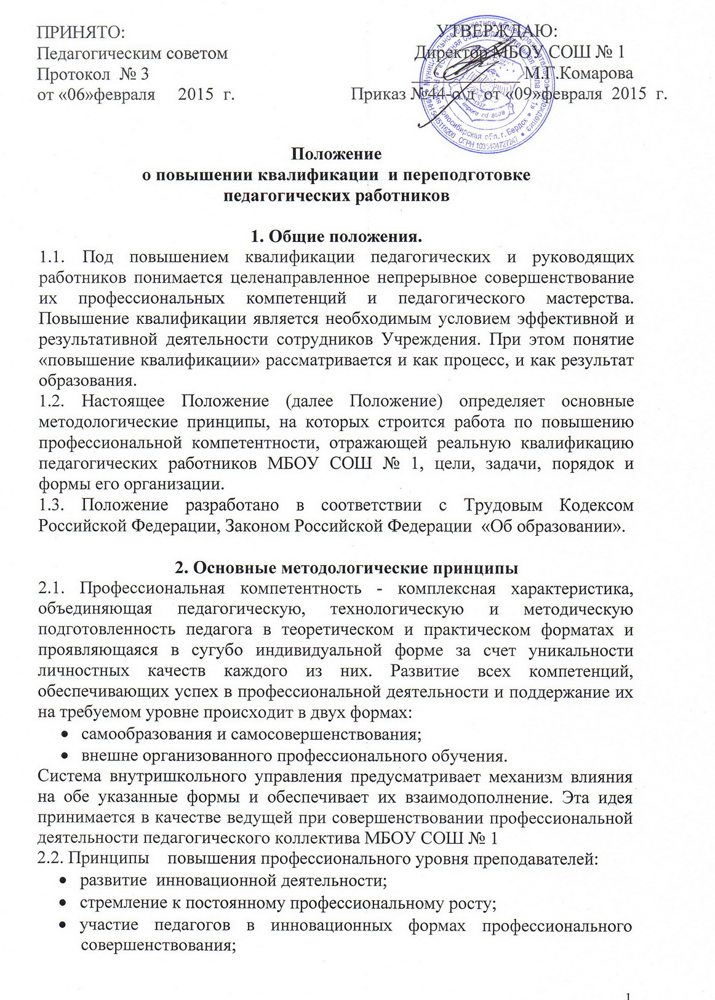 ПРИНЯТО:
Педагогическим советом
Протокол № 3
от «06»февраля 2015 г.
УТВЕРЖДАЮ:
Директор МБОУ СОШ № 1
М.Г.Комарова
Приказ №44-о д от «09»февраля 2015 г.
ОГРН 1035404727247
Новосибирская обл. г. Бердск
per aspera ad astra
1937
Положение
о повышении квалификации и переподготовке
педагогических работников
1. Общие положения.
1.1. Под повышением квалификации педагогических и руководящих
работников понимается целенаправленное непрерывное совершенствование
их профессиональных компетенций и педагогического мастерства.
Повышение квалификации является необходимым условием эффективной и
результативной деятельности сотрудников Учреждения. При этом понятие
«повышение квалификации» рассматривается и как процесс, и как результат
образования.
1.2. Настоящее Положение (далее Положение) определяет основные
методологические принципы, на которых строится работа по повышению
профессиональной компетентности, отражающей реальную квалификацию
педагогических работников МБОУ СОШ № 1, цели, задачи, порядок и
формы его организации.
1.3. Положение разработано в соответствии с Трудовым Кодексом
Российской Федерации, Законом Российской Федерации «Об образовании».
2. Основные методологические принципы
2.1. Профессиональная компетентность - комплексная характеристика,
объединяющая педагогическую, технологическую и методическую
подготовленность педагога в теоретическом и практическом форматах и
проявляющаяся в сугубо индивидуальной форме за счет уникальности
личностных качеств каждого из них. Развитие всех компетенций,
обеспечивающих успех в профессиональной деятельности и поддержание их
на требуемом уровне происходит в двух формах:
• самообразования и самосовершенствования;
• внешне организованного профессионального обучения.
Система внутришкольного управления предусматривает механизм влияния
на обе указанные формы и обеспечивает их взаимодополнение. Эта идея
принимается в качестве ведущей при совершенствовании профессиональной
деятельности педагогического коллектива МБОУ СОШ № 1
2.2. Принципы повышения профессионального уровня преподавателей:
• развитие инновационной деятельности;
• стремление к постоянному профессиональному росту;
• участие педагогов в инновационных формах профессионального
совершенствования;
1